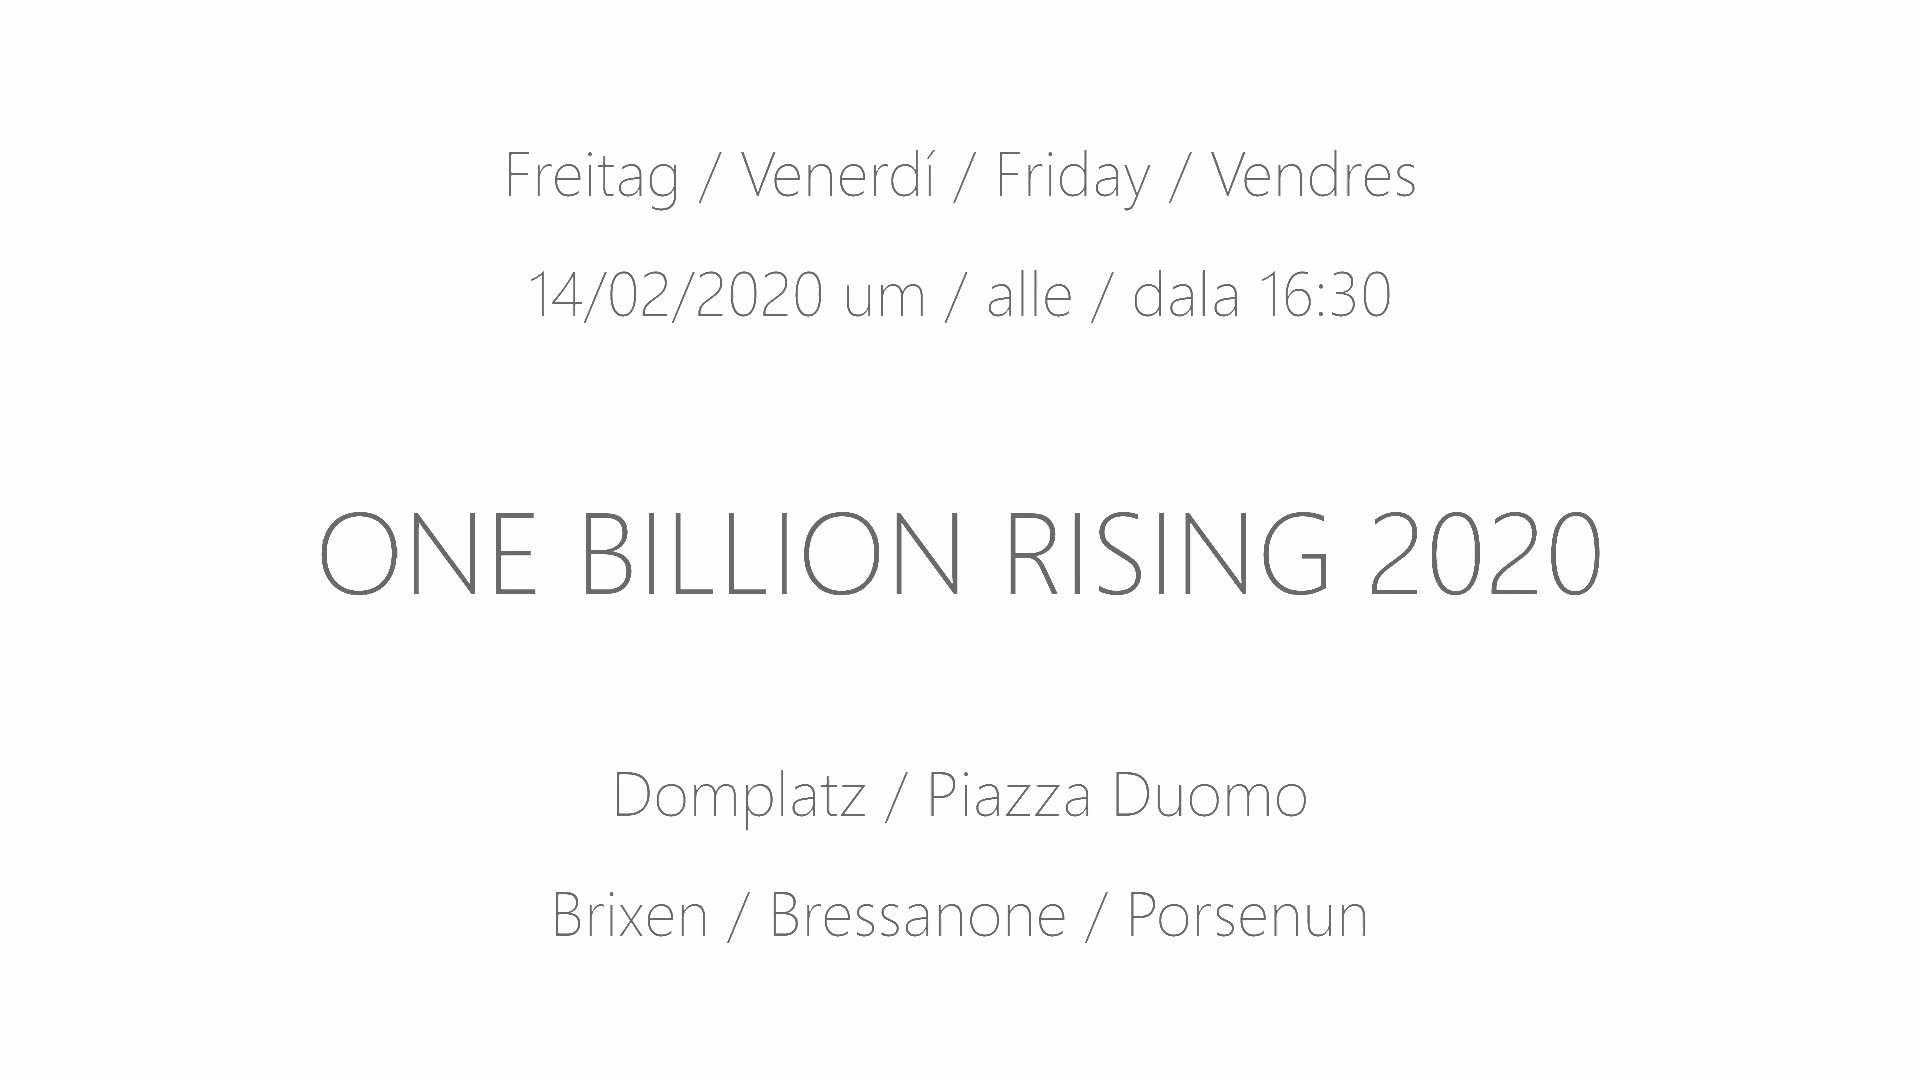 Freitag / Venerdí / Friday / Vendres
14/02/2020 um / alle / dala 16:30
ONE BILLION RISING 2020
Domplatz / Piazza Duomo
Brixen / Bressanone / Porsenun